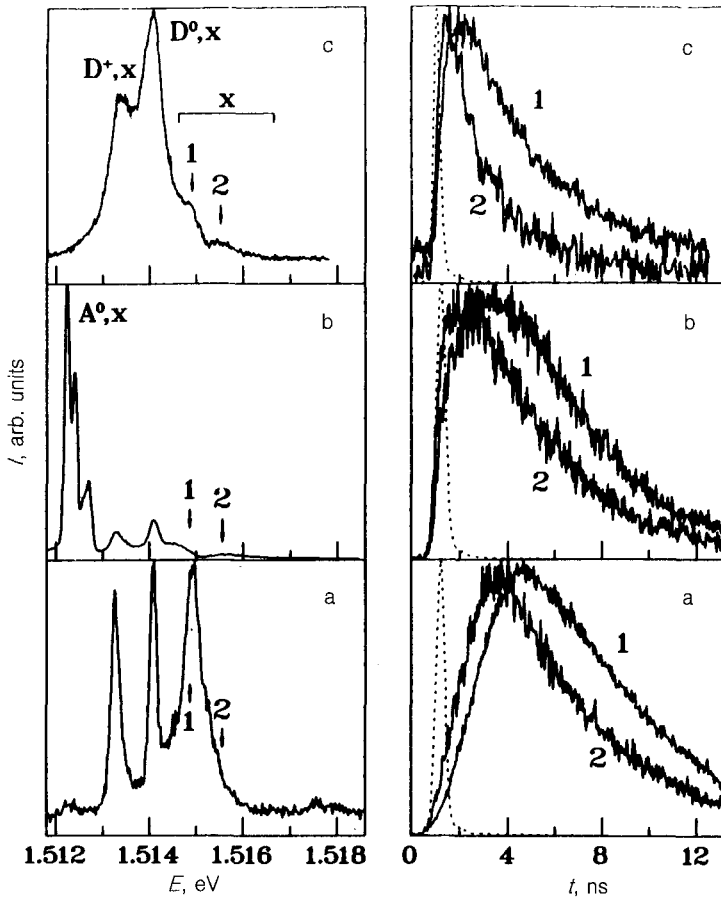 D⁰,x
c
D⁺,x
x
1
2
c
1
2
A⁰,x
b
1
2
b
1
2
a
1
2
a
1
2
I, arb. units
1.512 1.514 1.516 1.518
E, eV
0 4 8 12
t, ns